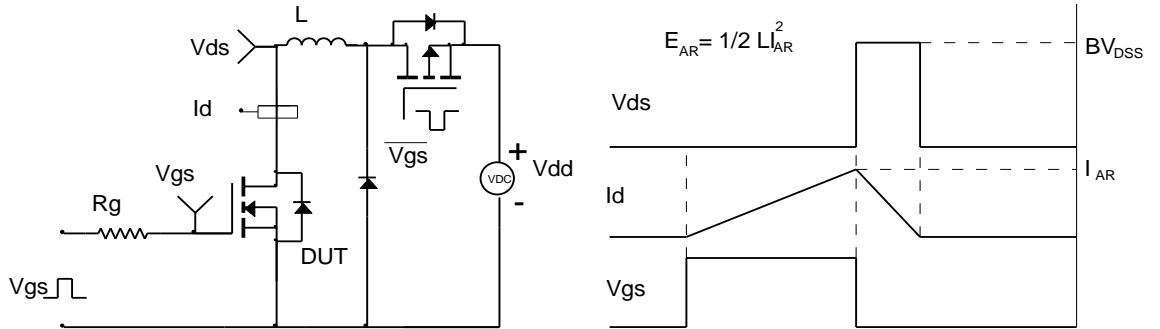 L
Vds
Id
Vgs
Vgs
+
VDC
Vdd
-
Rg
DUT
Vgs
E_AR = 1/2 LI_AR^2
BV_DSS
Vds
I_AR
Id
Vgs